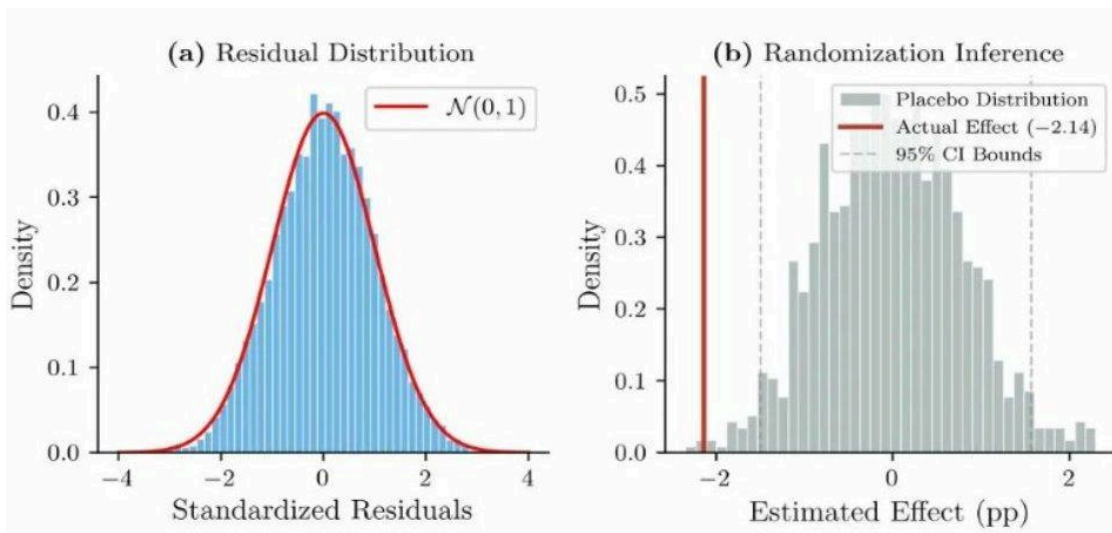 (a) Residual Distribution
0.4
0.3
0.2
0.1
0.0
Density
𝒩(0, 1)
−4
−2
0
2
4
Standardized Residuals
(b) Randomization Inference
0.5
0.4
0.3
0.2
0.1
0.0
Density
Placebo Distribution
Actual Effect (−2.14)
95% CI Bounds
−2
0
2
Estimated Effect (pp)